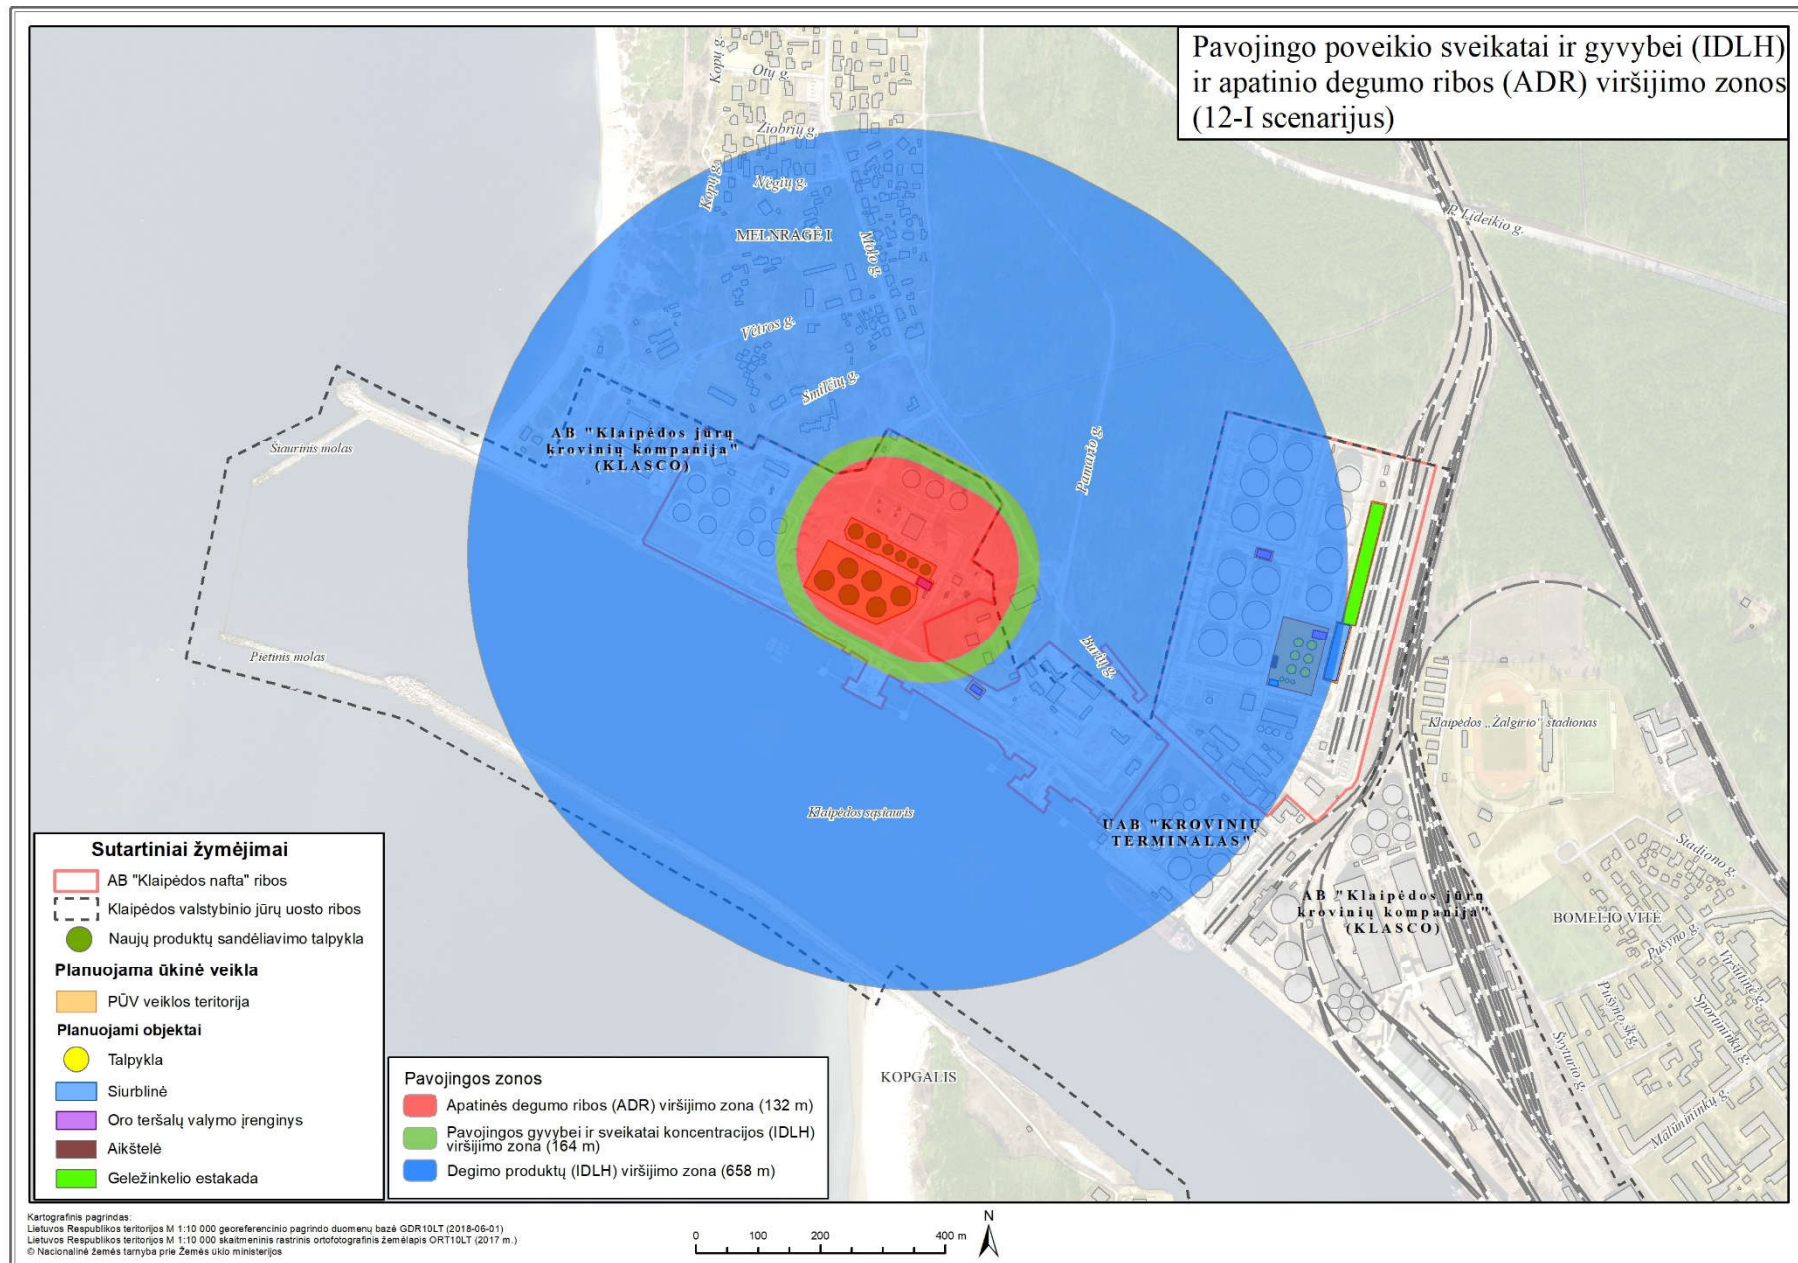 Pavojingo poveikio sveikatai ir gyvybei (IDLH)
ir apatinio degumo ribos (ADR) viršijimo zonos
(12-I scenarijus)
Kopų g.
Otų g.
Žiobrių g.
Kopų g.
Nėgių g.
MELNRAGĖ I
Molo g.
P. Lideikio g.
Vėtros g.
Smilčių g.
Šiaurinis molas
AB "Klaipėdos jūrų
krovinių kompanija"
(KLASCO)
Pamario g.
Pietinis molas
Burių g.
Klaipėdos „Žalgirio" stadionas
Klaipėdos sąsiauris
UAB "KROVINIŲ
TERMINALAS"
Stadiono g.
AB "Klaipėdos jūrų
krovinių kompanija"
(KLASCO)
BOMELIO VITĖ
Pušyno g.
Viršutinė g.
Pušyno skg.
Sportininkų g.
Švyturio g.
Malūnininkų g.
KOPGALIS
Sutartiniai žymėjimai
AB "Klaipėdos nafta" ribos
Klaipėdos valstybinio jūrų uosto ribos
Naujų produktų sandėliavimo talpykla
Planuojama ūkinė veikla
PŪV veiklos teritorija
Planuojami objektai
Talpykla
Siurblinė
Oro teršalų valymo įrenginys
Aikštelė
Geležinkelio estakada
Pavojingos zonos
Apatinės degumo ribos (ADR) viršijimo zona (132 m)
Pavojingos gyvybei ir sveikatai koncentracijos (IDLH)
viršijimo zona (164 m)
Degimo produktų (IDLH) viršijimo zona (658 m)
Kartografinis pagrindas:
Lietuvos Respublikos teritorijos M 1:10 000 georeferencinio pagrindo duomenų bazė GDR10LT (2018-06-01)
Lietuvos Respublikos teritorijos M 1:10 000 skaitmeninis rastrinis ortofotografinis žemėlapis ORT10LT (2017 m.)
© Nacionalinė žemės tarnyba prie Žemės ūkio ministerijos
0 100 200 400 m
N